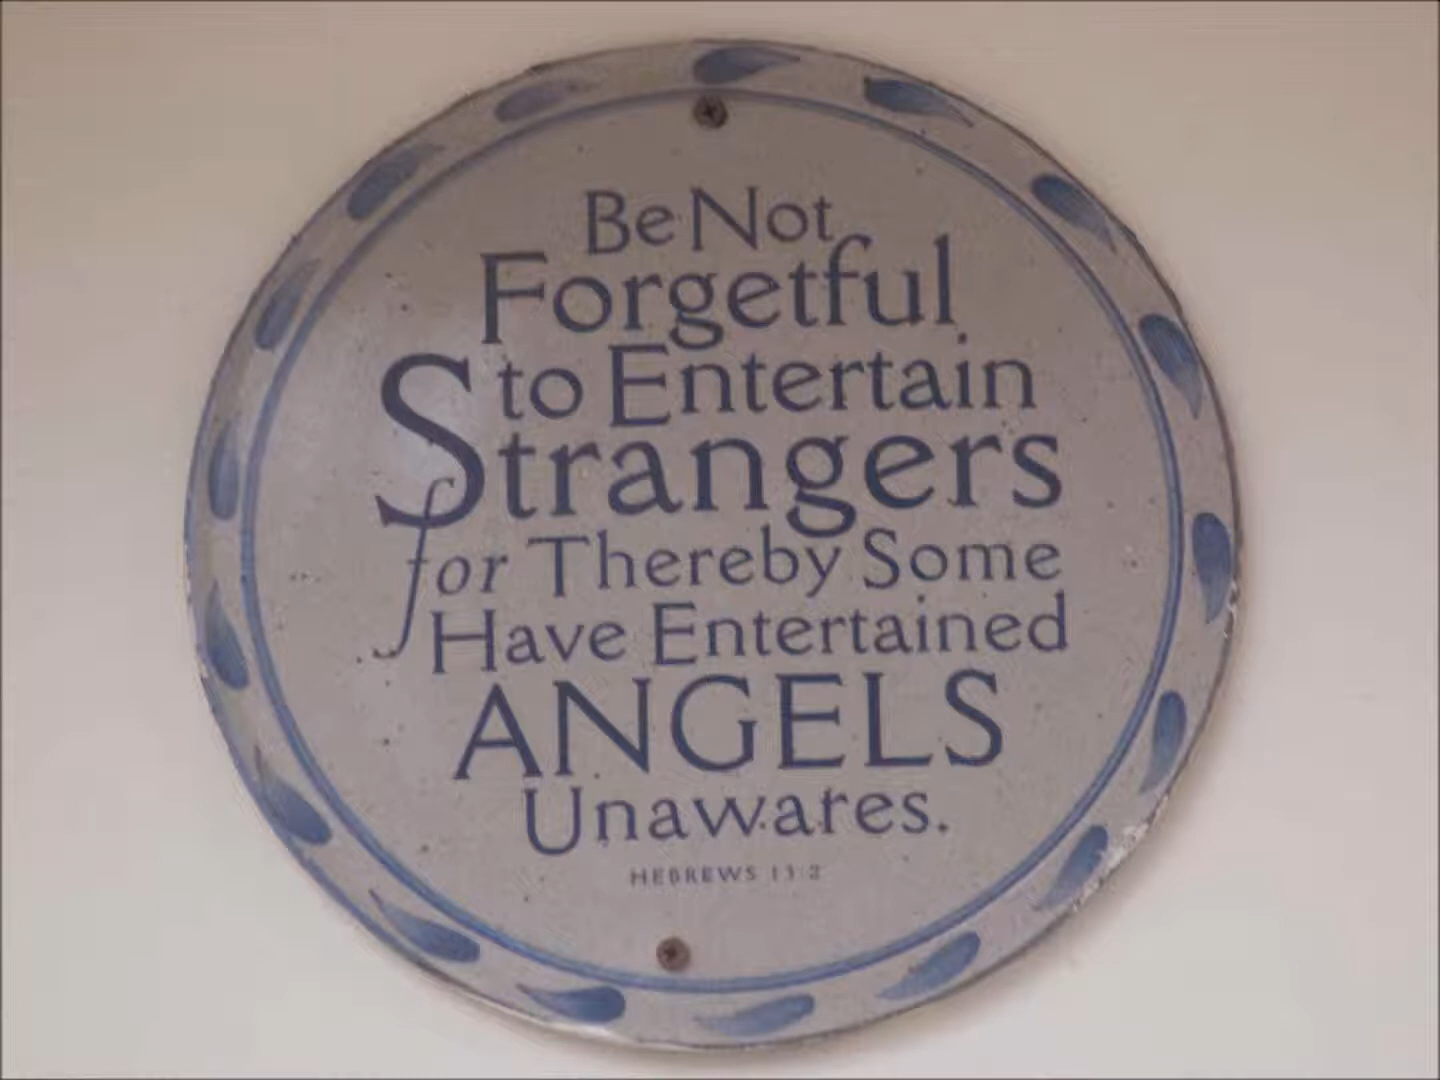 Be Not
Forgetful
to Entertain
Strangers
for Thereby Some
Have Entertained
ANGELS
Unawares.
HEBREWS 13:2